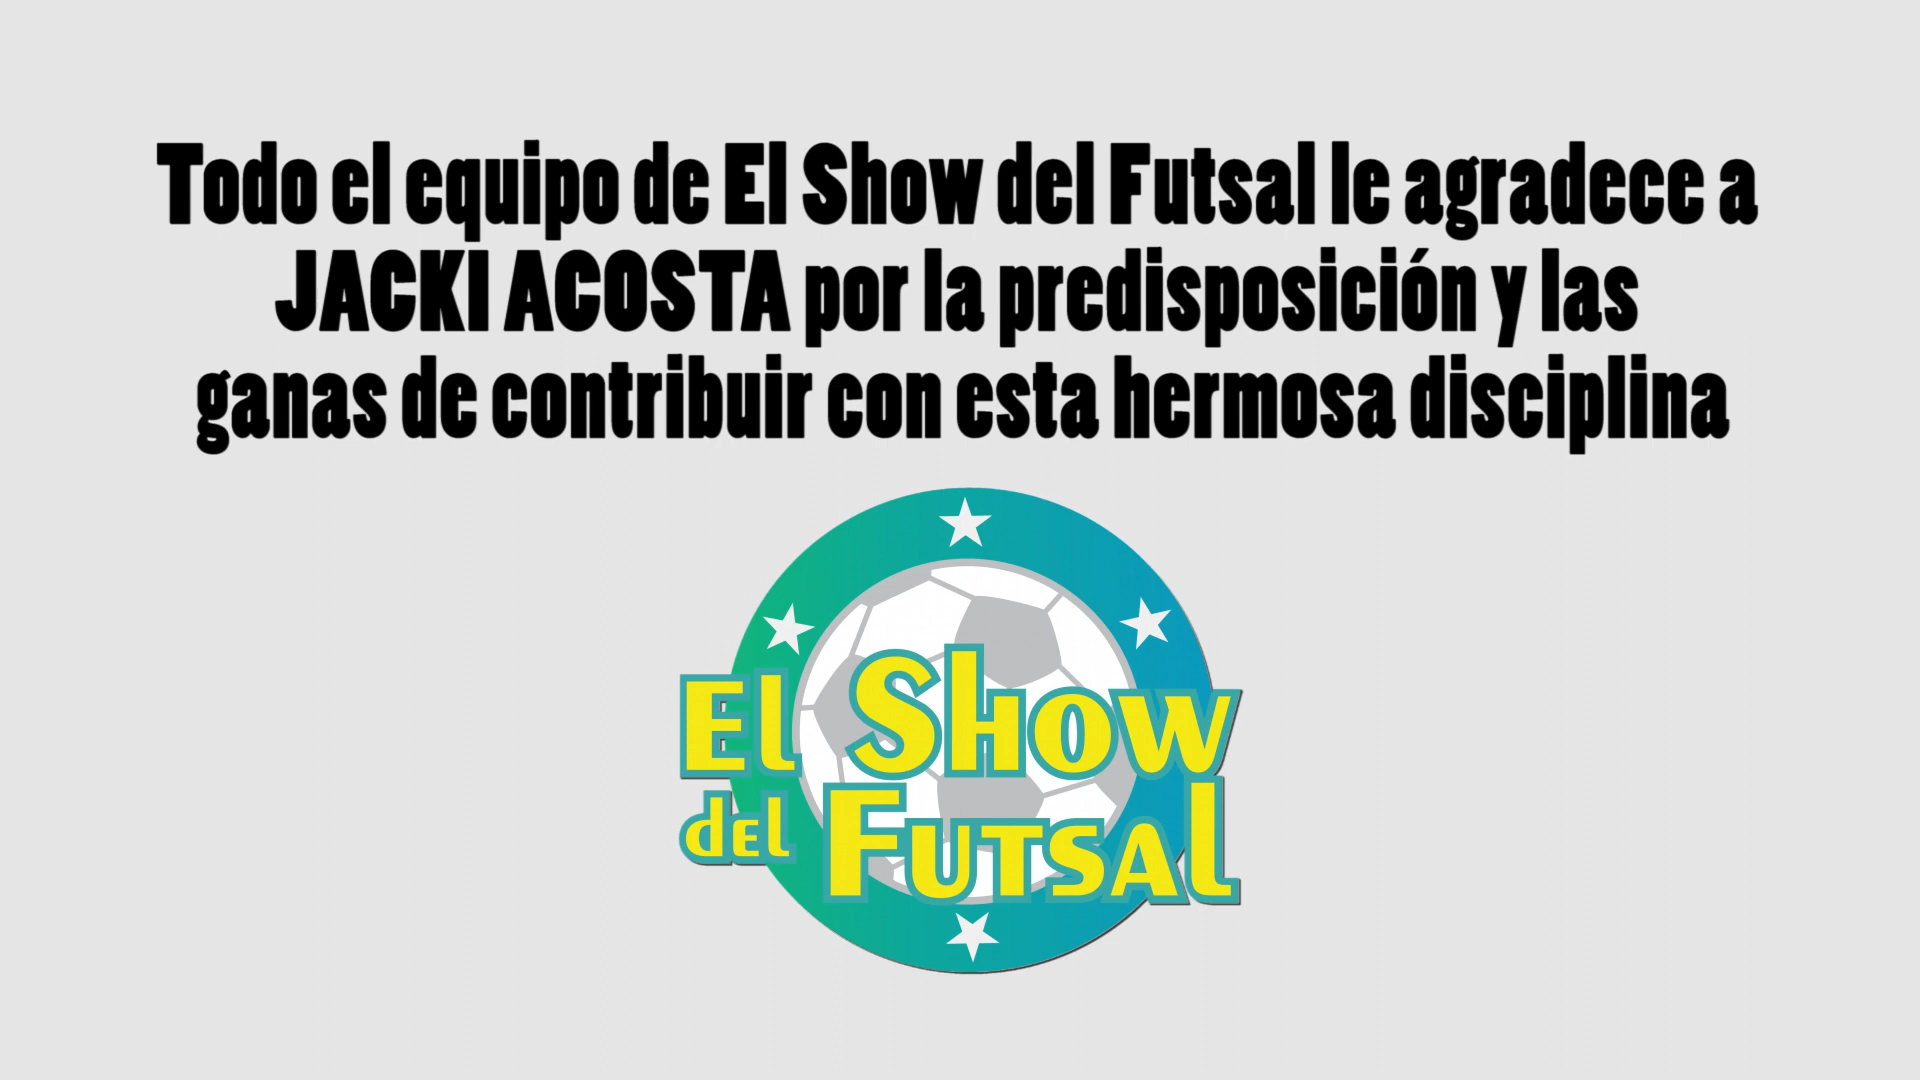 Todo el equipo de El Show del Futsal le agradece a
JACKI ACOSTA por la predisposición y las
ganas de contribuir con esta hermosa disciplina
El Show
del Futsal